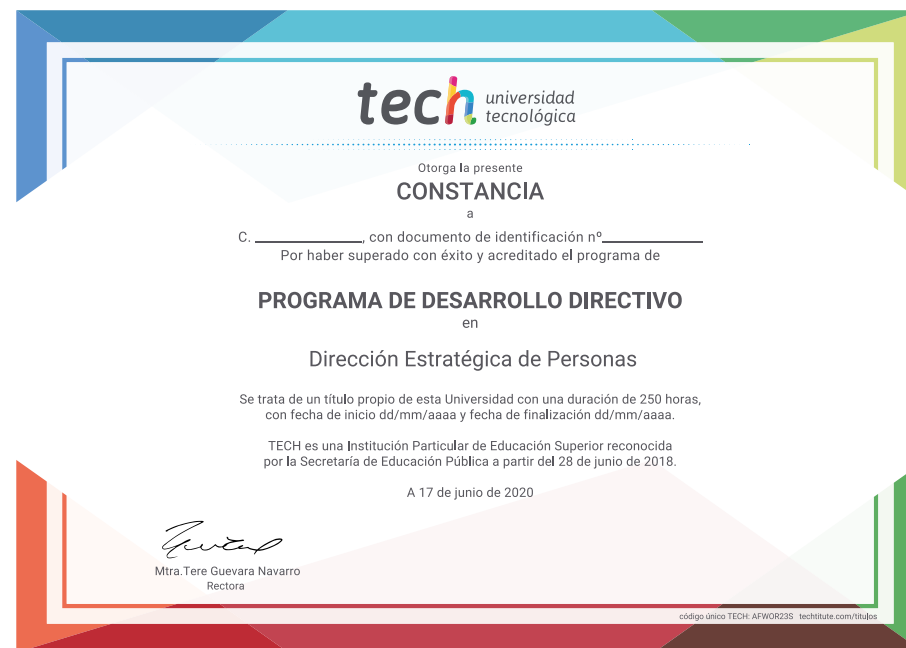 tech universidad
tecnológica
Otorga la presente
CONSTANCIA
a
C. ____________, con documento de identificación nº____________
Por haber superado con éxito y acreditado el programa de
PROGRAMA DE DESARROLLO DIRECTIVO
en
Dirección Estratégica de Personas
Se trata de un título propio de esta Universidad con una duración de 250 horas,
con fecha de inicio dd/mm/aaaa y fecha de finalización dd/mm/aaaa.
TECH es una Institución Particular de Educación Superior reconocida
por la Secretaría de Educación Pública a partir del 28 de junio de 2018.
A 17 de junio de 2020
Mtra.Tere Guevara Navarro
Rectora
código único TECH: AFWOR23S techtitute.com/titulos